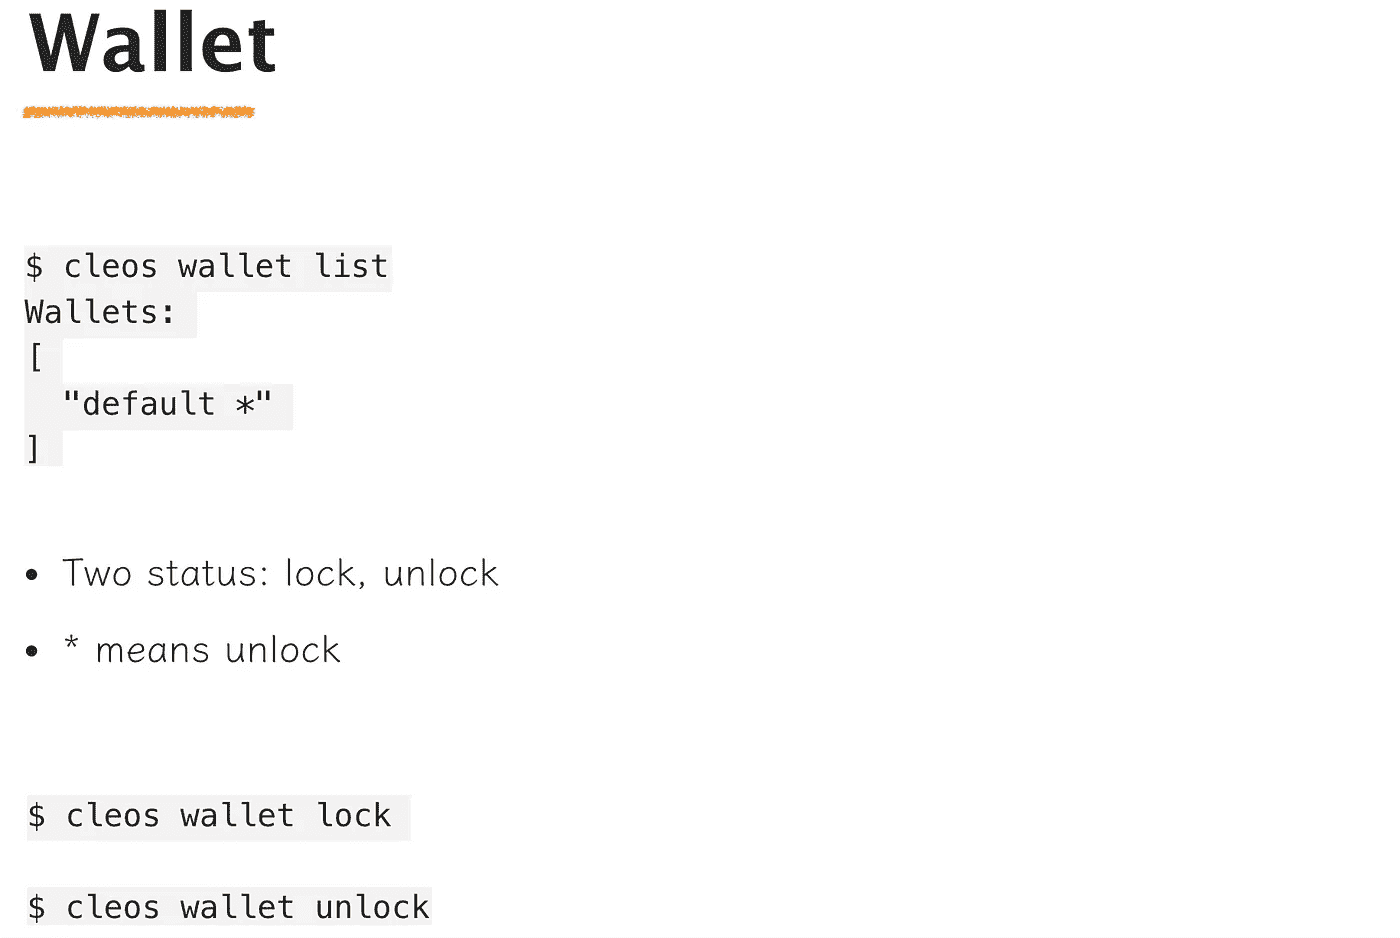 Wallet
$ cleos wallet list
Wallets:
[
  "default *"
]
• Two status: lock, unlock
• * means unlock
$ cleos wallet lock
$ cleos wallet unlock